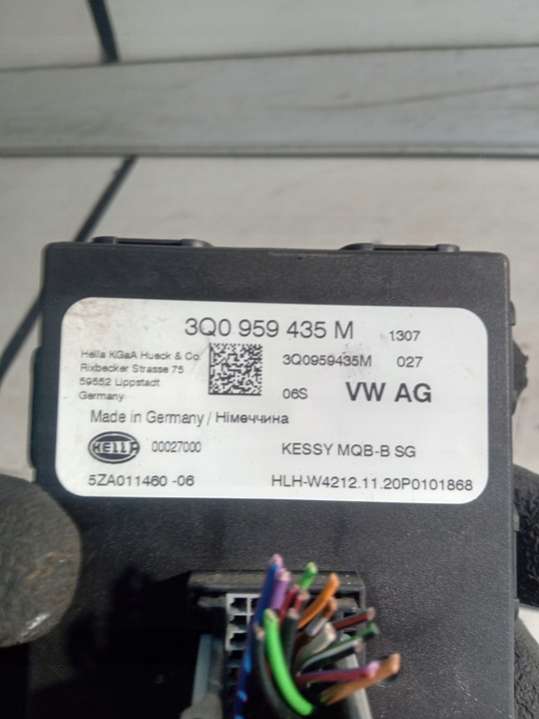 3Q0 959 435 M 1307
Hella KGaA Hueck & Co.
Rixbecker Strasse 75
59552 Lippstadt
Germany
3Q0959435M 027
06S VW AG
Made in Germany / Німеччина
HELLA 00027000 KESSY MQB-B SG
5ZA011460 -06 HLH-W4212.11.20P0101868